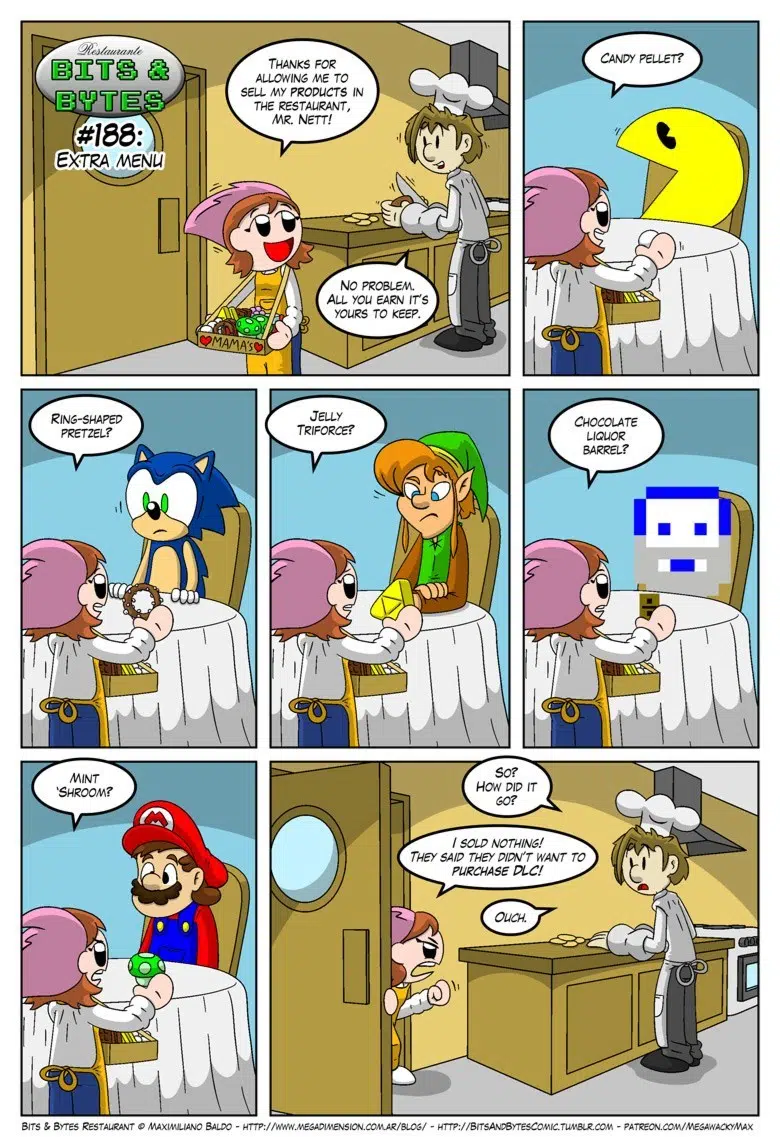 Restaurante
BITS &
BYTES
#188:
EXTRA MENU
THANKS FOR
ALLOWING ME TO
SELL MY PRODUCTS IN
THE RESTAURANT,
MR. NETT!
NO PROBLEM.
ALL YOU EARN IT'S
YOURS TO KEEP.
MAMA'S
CANDY PELLET?
RING-SHAPED
PRETZEL?
JELLY
TRIFORCE?
CHOCOLATE
LIQUOR
BARREL?
MINT
'SHROOM?
M
SO?
HOW DID IT
GO?
I SOLD NOTHING!
THEY SAID THEY DIDN'T WANT TO
PURCHASE DLC!
OUCH.
BITS & BYTES RESTAURANT © MAXIMILIANO BALDO - HTTP://WWW.MEGADIMENSION.COM.AR/BLOG/ - HTTP://BITSANDBYTESCOMIC.TUMBLR.COM - PATREON.COM/MEGAWACKYMAX